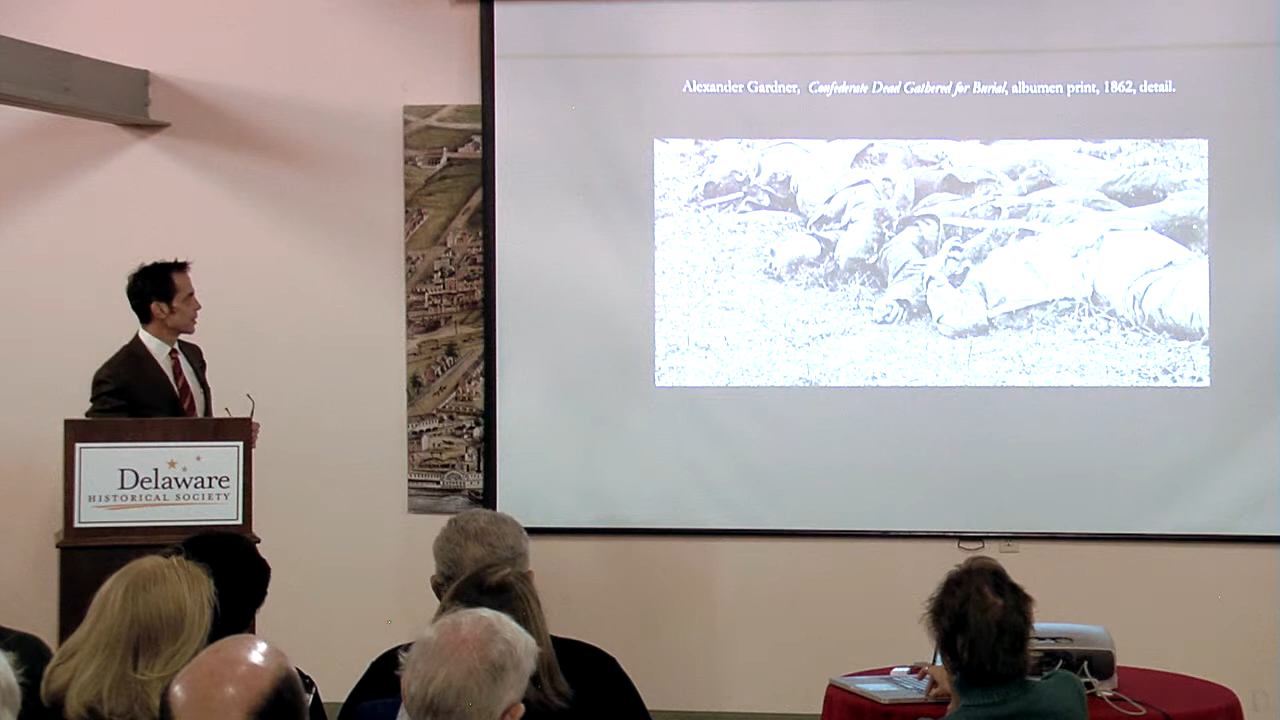 Alexander Gardner, Confederate Dead Gathered for Burial, albumen print, 1862, detail.
Delaware
HISTORICAL SOCIETY